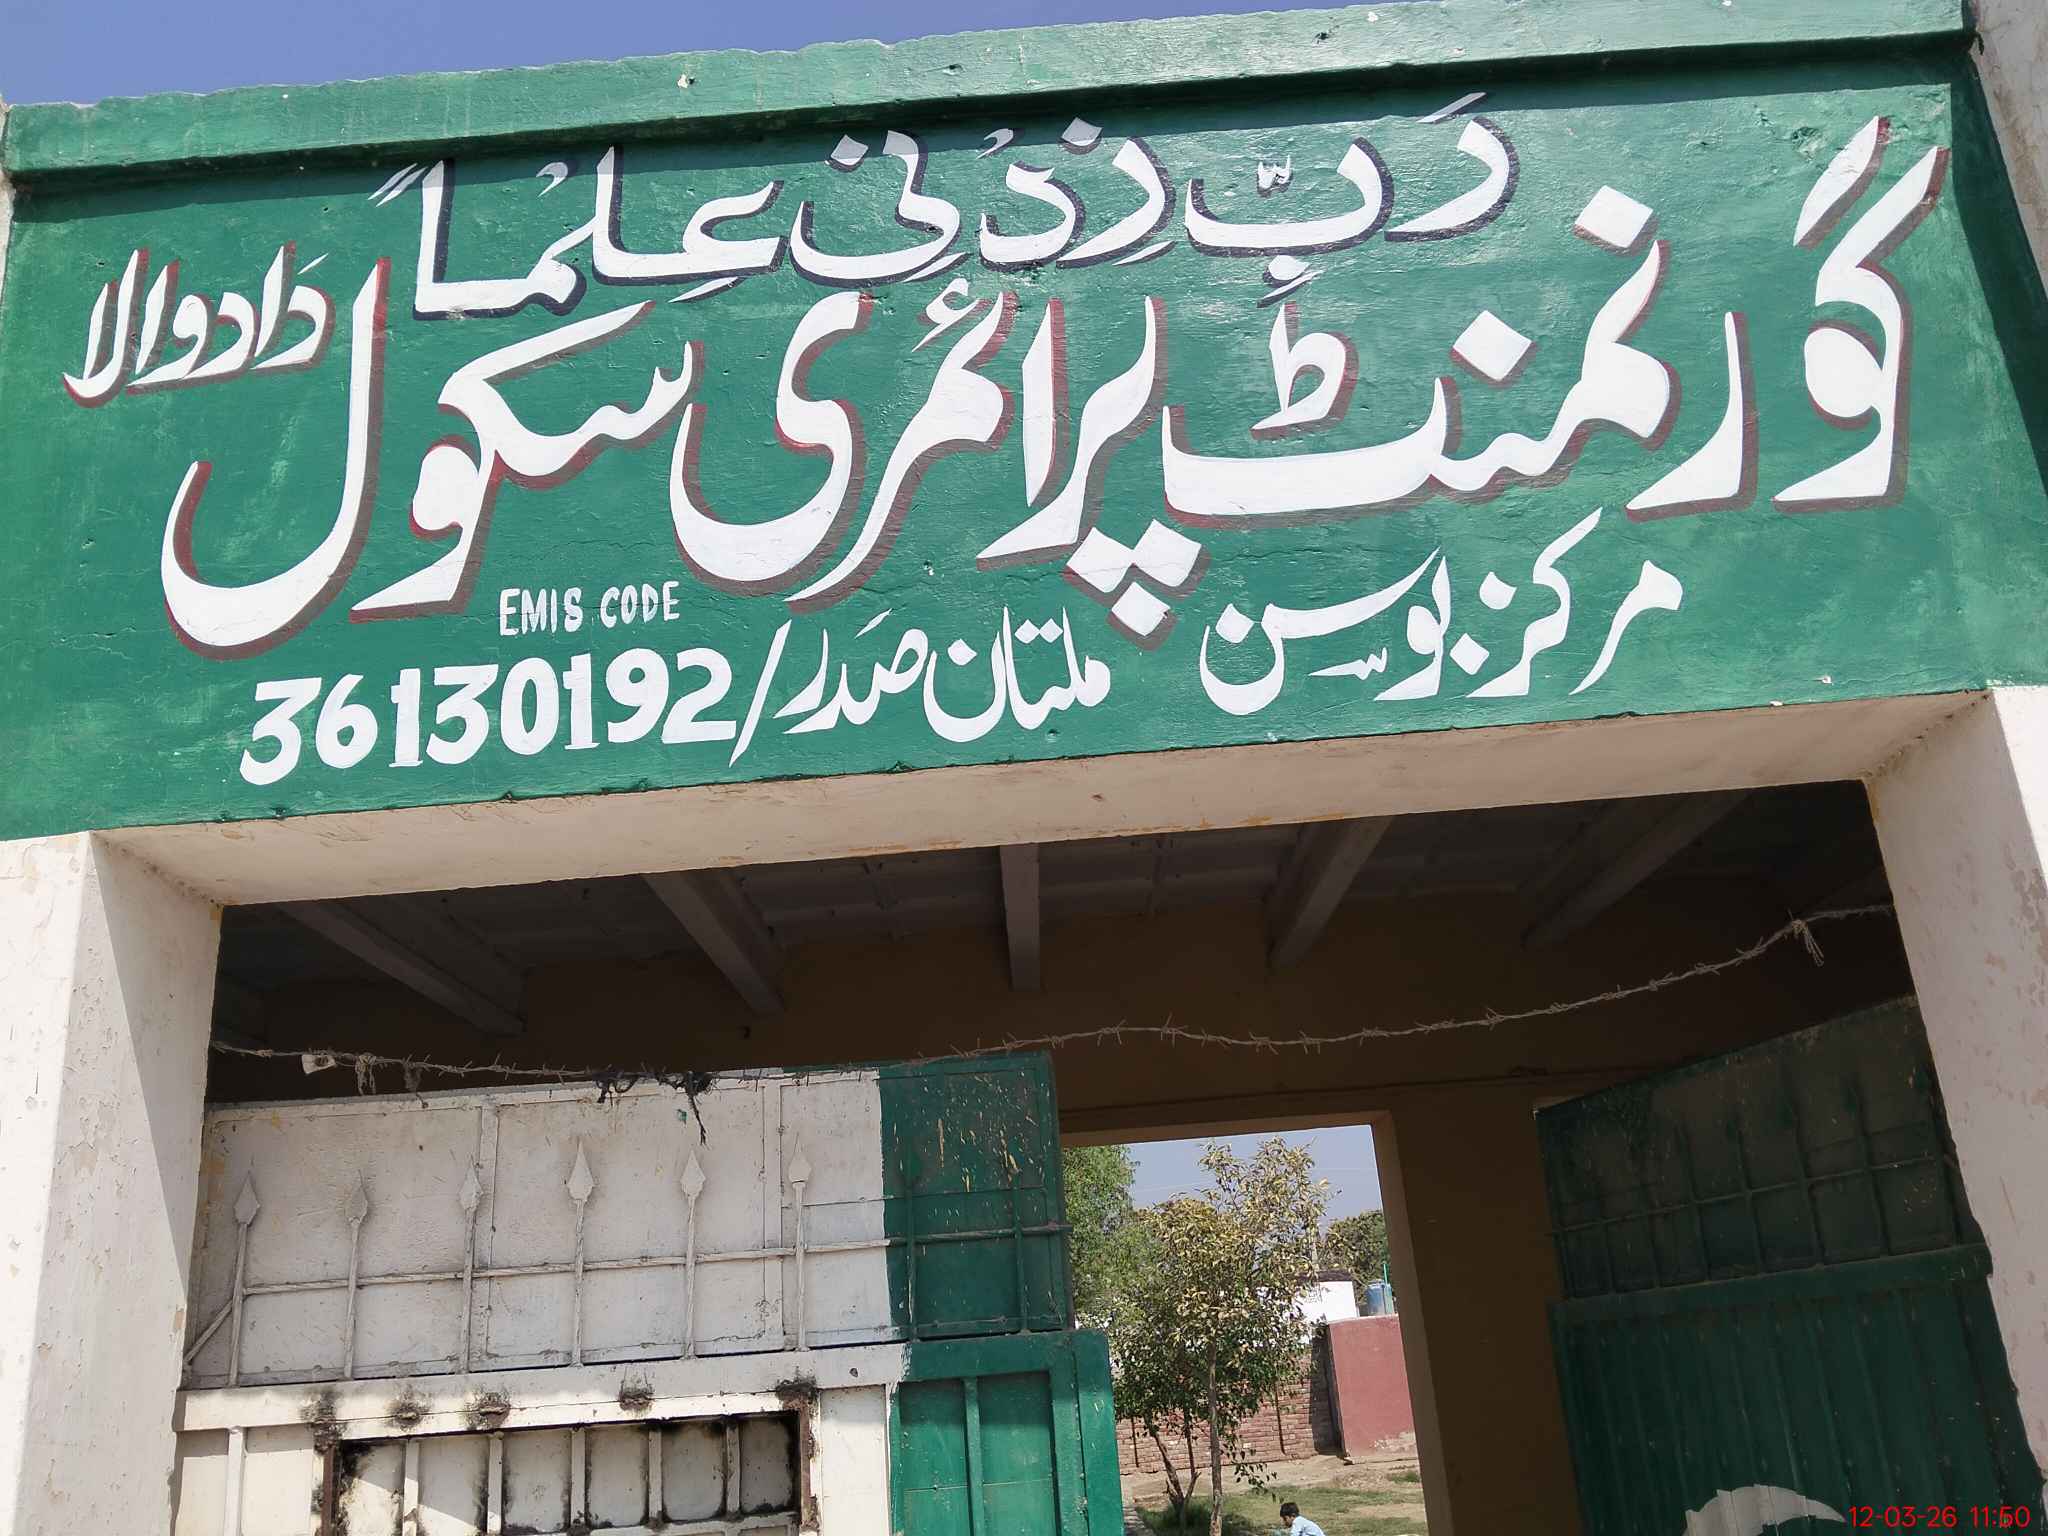 رَبِّ زِدْنِی عِلْماً
گورنمنٹ پرائمری سکول دادوالا
مرکز بوسن ملتان صدر/36130192
EMIS CODE
12-03-26 11:50